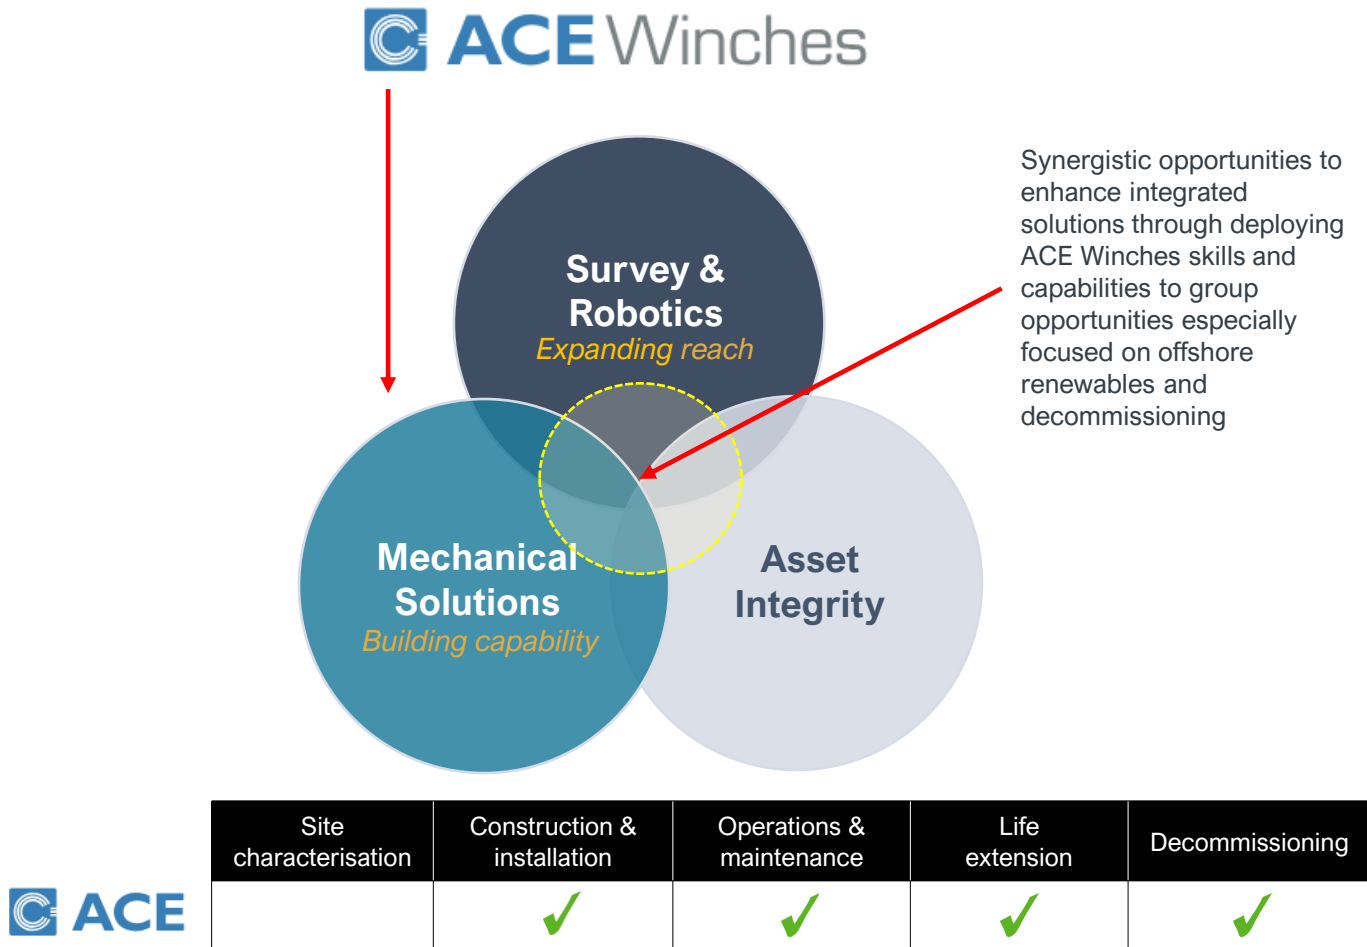 ACE Winches
Synergistic opportunities to
enhance integrated
solutions through deploying
ACE Winches skills and
capabilities to group
opportunities especially
focused on offshore
renewables and
decommissioning
Survey &
Robotics
Expanding reach
Mechanical
Solutions
Building capability
Asset
Integrity
Site
characterisation
Construction &
installation
Operations &
maintenance
Life
extension
Decommissioning
ACE